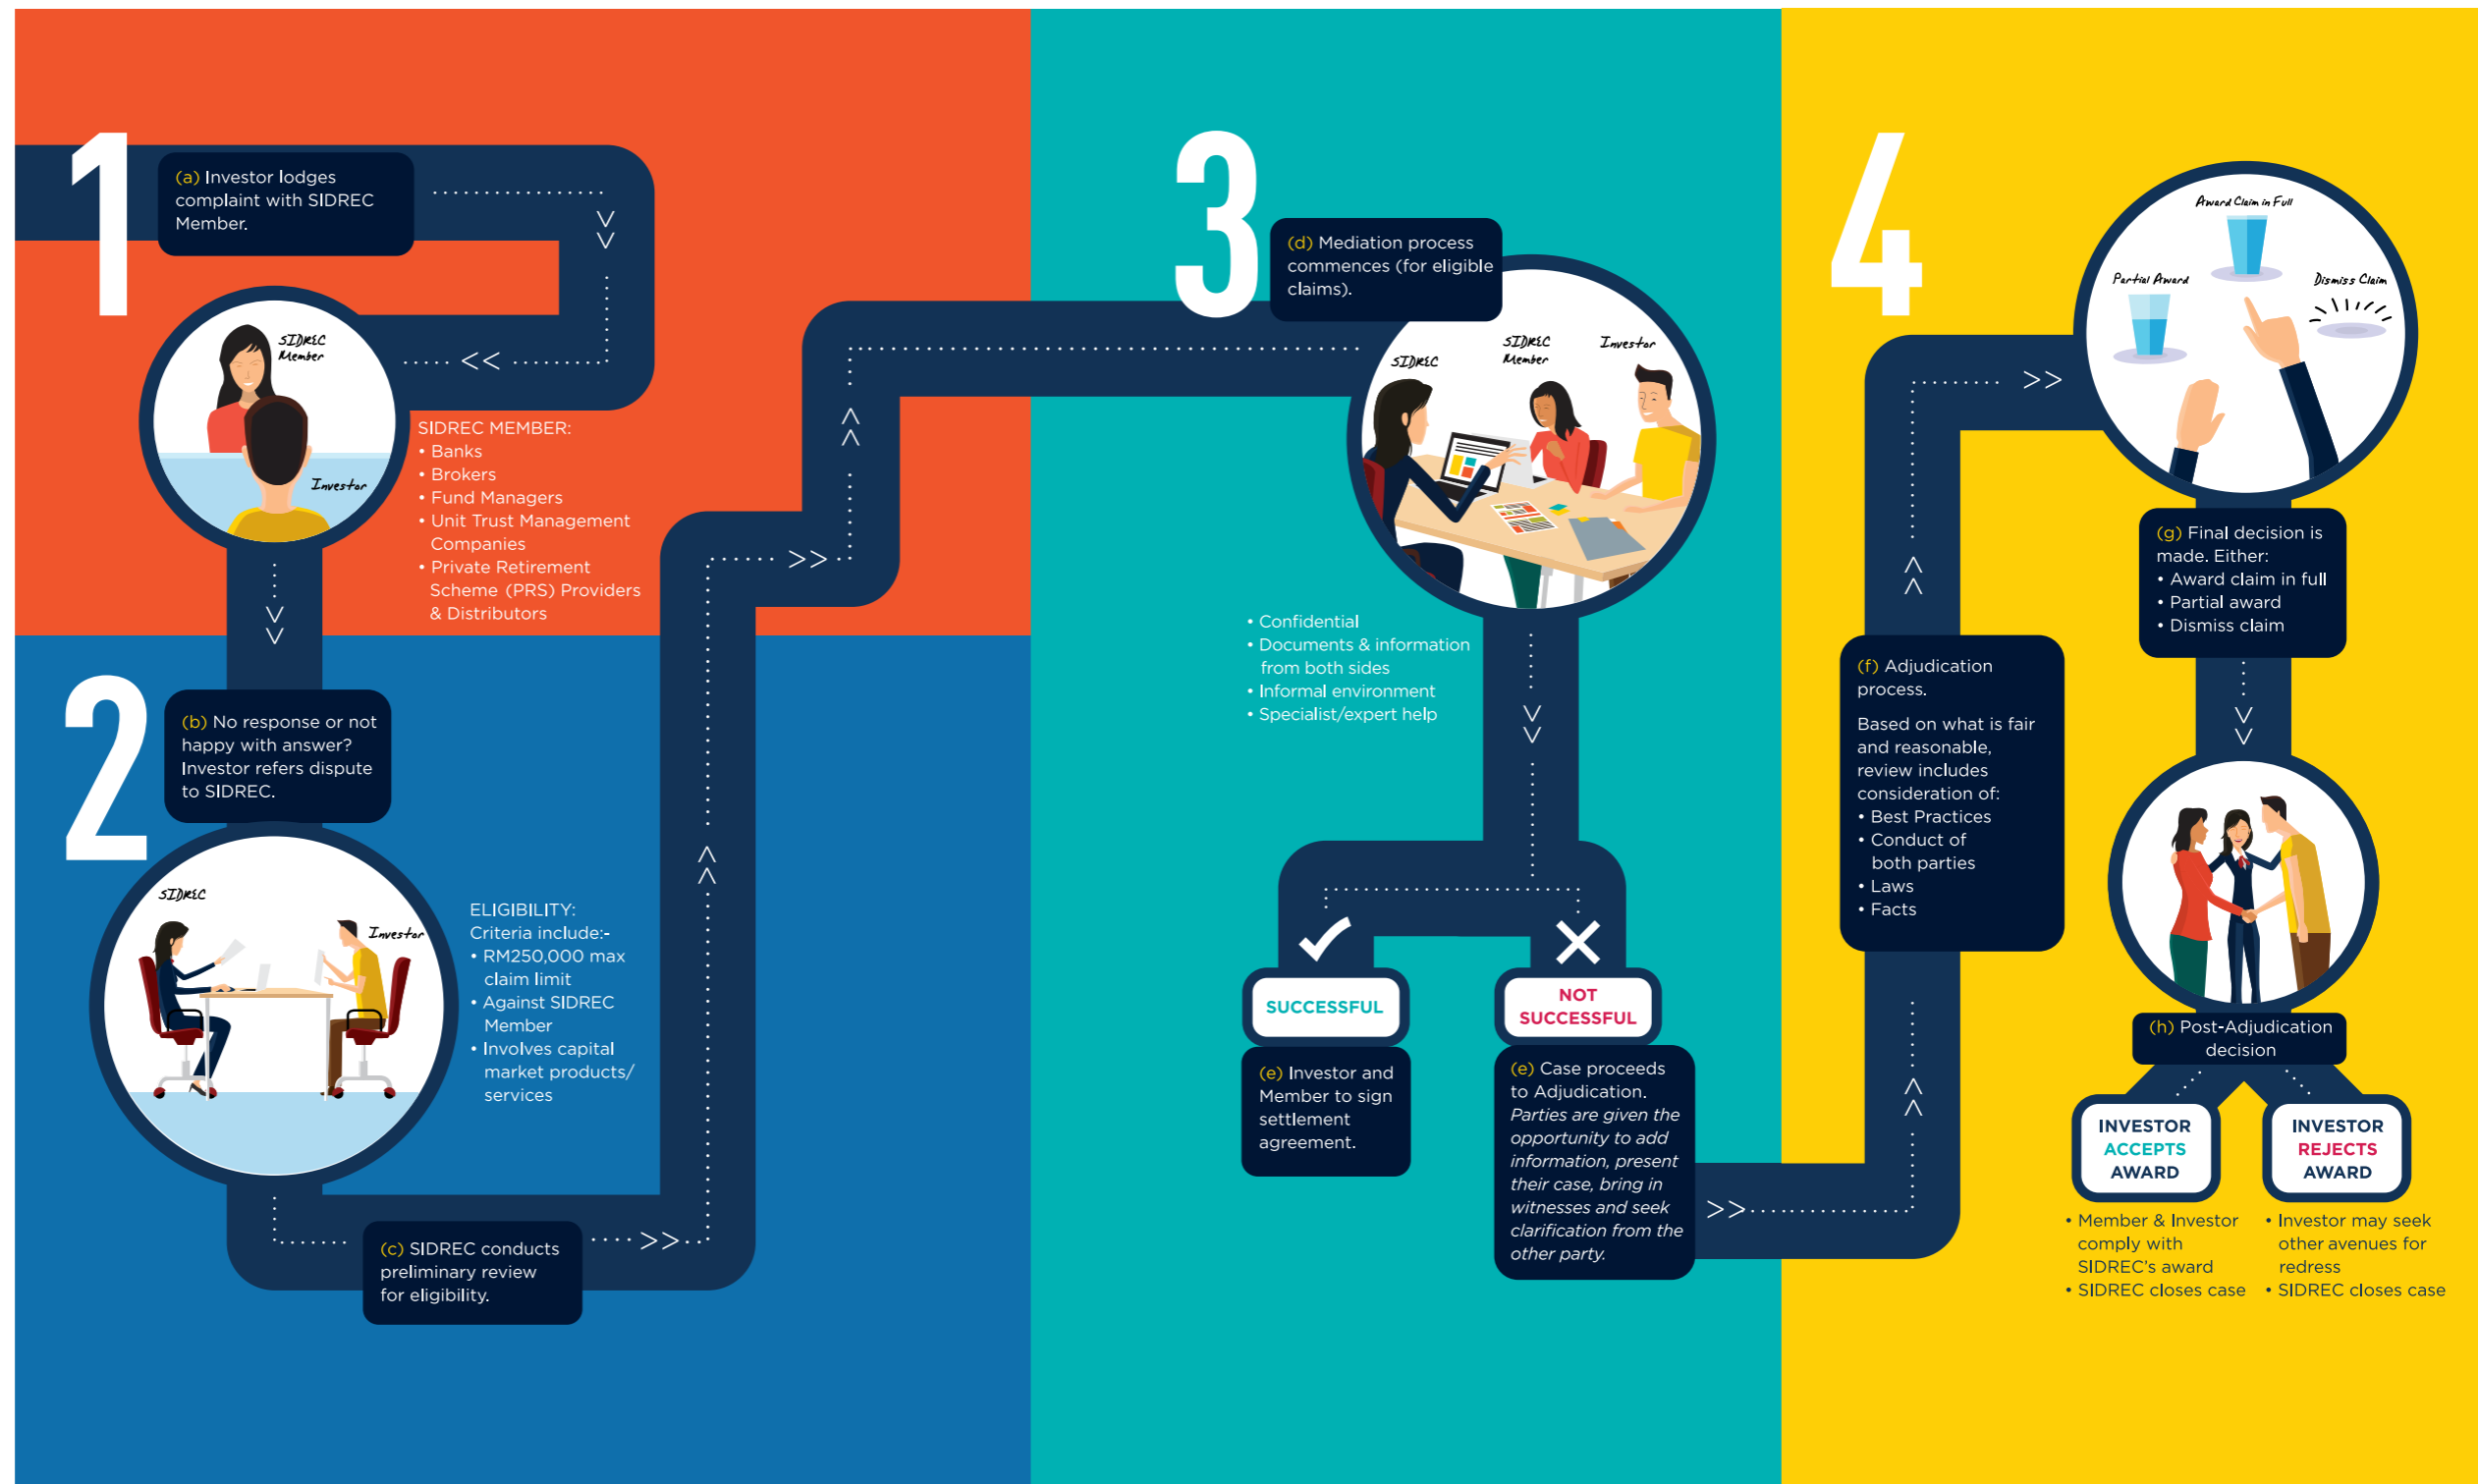 1
(a) Investor lodges
complaint with SIDREC
Member.
SIDREC
Member
Investor
SIDREC MEMBER:
• Banks
• Brokers
• Fund Managers
• Unit Trust Management
Companies
• Private Retirement
Scheme (PRS) Providers
& Distributors
2
(b) No response or not
happy with answer?
Investor refers dispute
to SIDREC.
SIDREC
Investor
ELIGIBILITY:
Criteria include:-
• RM250,000 max
claim limit
• Against SIDREC
Member
• Involves capital
market products/
services
(c) SIDREC conducts
preliminary review
for eligibility.
3
(d) Mediation process
commences (for eligible
claims).
SIDREC
SIDREC
Member
Investor
• Confidential
• Documents & information
from both sides
• Informal environment
• Specialist/expert help
SUCCESSFUL
(e) Investor and
Member to sign
settlement
agreement.
NOT
SUCCESSFUL
(e) Case proceeds
to Adjudication.
Parties are given the
opportunity to add
information, present
their case, bring in
witnesses and seek
clarification from the
other party.
4
(f) Adjudication
process.
Based on what is fair
and reasonable,
review includes
consideration of:
• Best Practices
• Conduct of
both parties
• Laws
• Facts
Award Claim in Full
Partial Award
Dismiss Claim
(g) Final decision is
made. Either:
• Award claim in full
• Partial award
• Dismiss claim
(h) Post-Adjudication
decision
INVESTOR
ACCEPTS
AWARD
• Member & Investor
comply with
SIDREC's award
• SIDREC closes case
INVESTOR
REJECTS
AWARD
• Investor may seek
other avenues for
redress
• SIDREC closes case